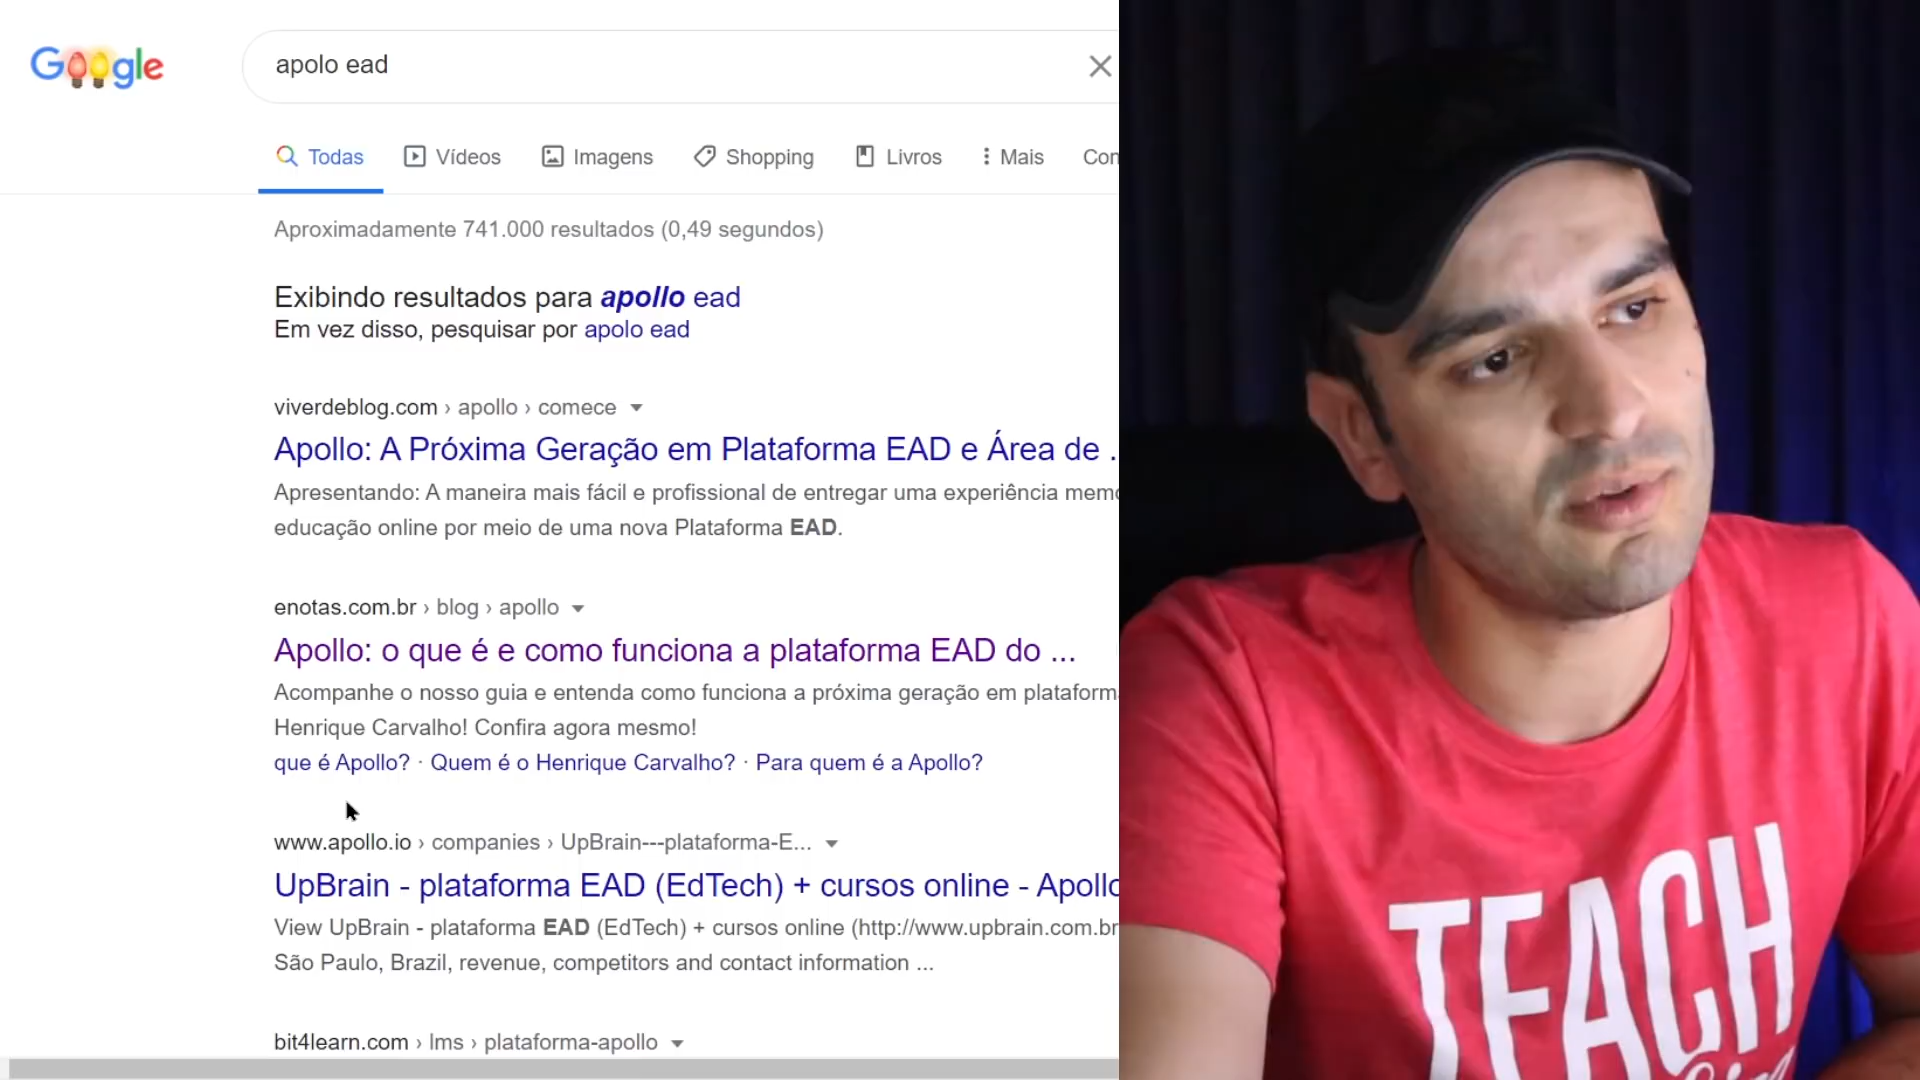 Google
apolo ead
Todas
Vídeos
Imagens
Shopping
Livros
Mais
Aproximadamente 741.000 resultados (0,49 segundos)
Exibindo resultados para apollo ead
Em vez disso, pesquisar por apolo ead
viverdeblog.com › apollo › comece
Apollo: A Próxima Geração em Plataforma EAD e Área de .
Apresentando: A maneira mais fácil e profissional de entregar uma experiência
educação online por meio de uma nova Plataforma EAD.
enotas.com.br › blog › apollo
Apollo: o que é e como funciona a plataforma EAD do ...
Acompanhe o nosso guia e entenda como funciona a próxima geração em plataform
Henrique Carvalho! Confira agora mesmo!
que é Apollo? · Quem é o Henrique Carvalho? · Para quem é a Apollo?
www.apollo.io › companies › UpBrain---plataforma-E...
UpBrain - plataforma EAD (EdTech) + cursos online - Apollo
View UpBrain - plataforma EAD (EdTech) + cursos online (http://www.upbrain.com.br
São Paulo, Brazil, revenue, competitors and contact information ...
bit4learn.com › lms › plataforma-apollo
TEACH